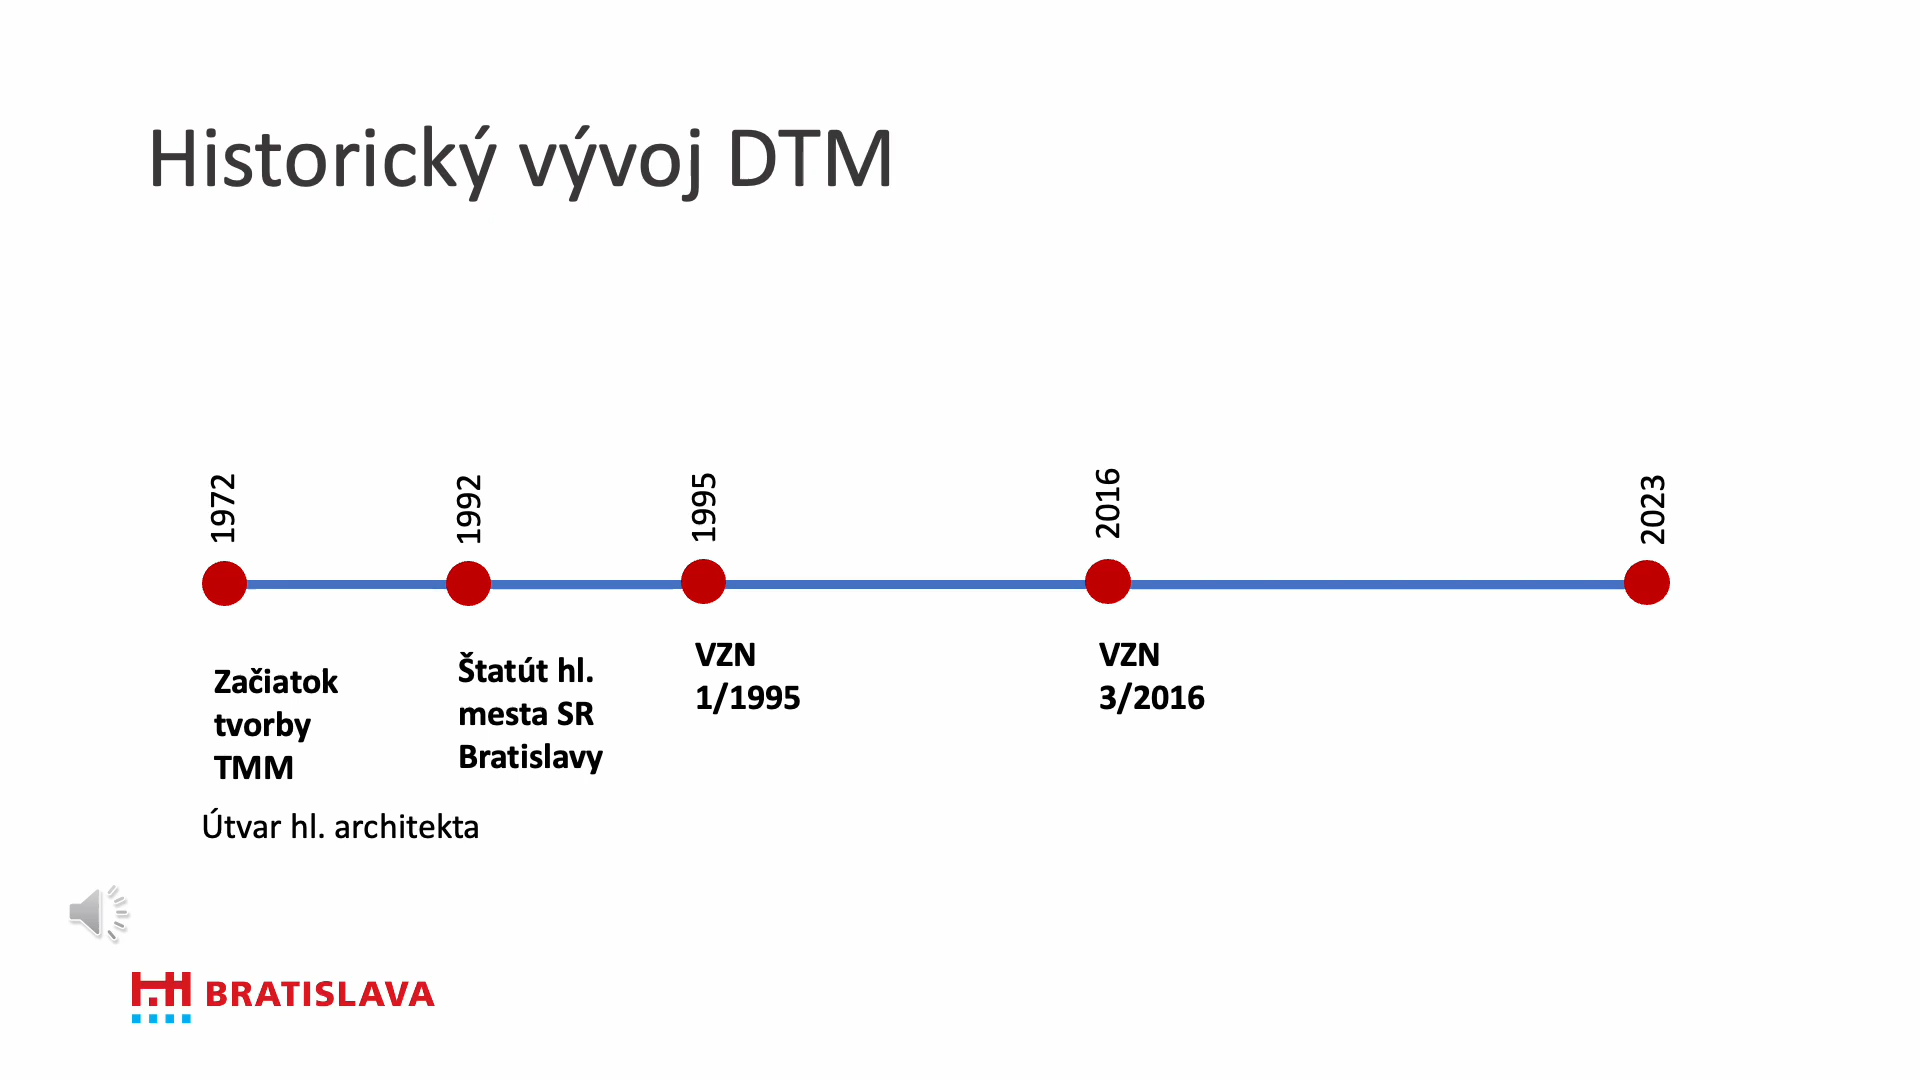 Historický vývoj DTM
1972
1992
1995
2016
2023
Začiatok
tvorby
TMM
Útvar hl. architekta
Štatút hl.
mesta SR
Bratislavy
VZN
1/1995
VZN
3/2016
BRATISLAVA